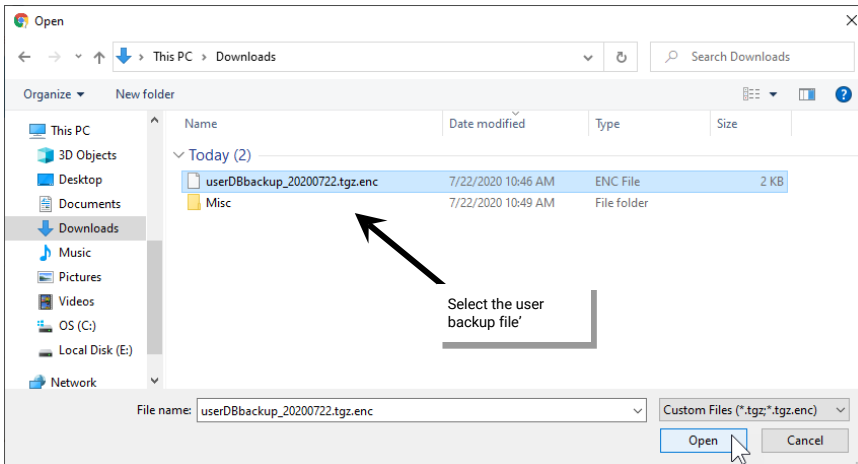 Open
This PC > Downloads
Search Downloads
Organize
New folder
This PC
3D Objects
Desktop
Documents
Downloads
Music
Pictures
Videos
OS (C:)
Local Disk (E:)
Network
Name Date modified Type Size
Today (2)
userDBbackup_20200722.tgz.enc 7/22/2020 10:46 AM ENC File 2 KB
Misc 7/22/2020 10:49 AM File folder
Select the user
backup file’
File name: userDBbackup_20200722.tgz.enc Custom Files (*.tgz;*.tgz.enc)
Open Cancel